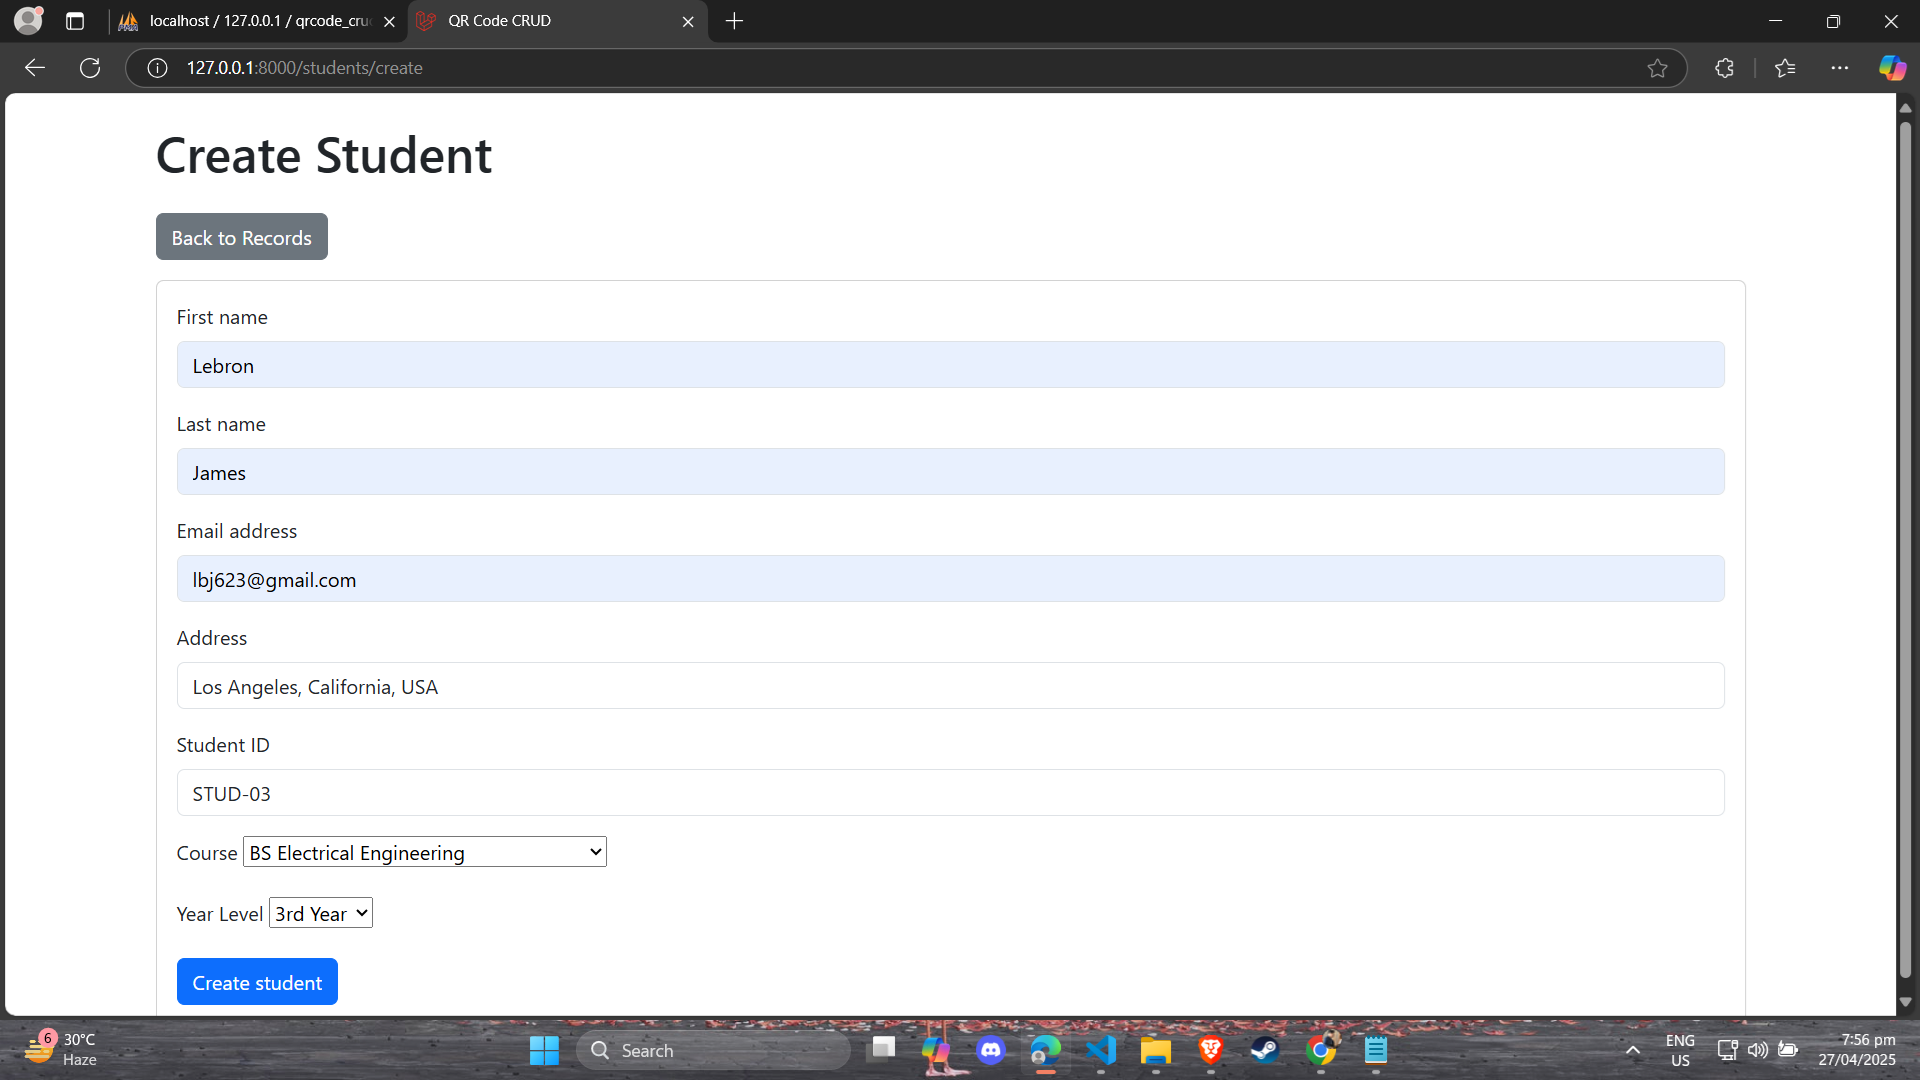 localhost / 127.0.0.1 / qrcode_cru
QR Code CRUD
127.0.0.1:8000/students/create
Create Student
Back to Records
First name
Lebron
Last name
James
Email address
lbj623@gmail.com
Address
Los Angeles, California, USA
Student ID
STUD-03
Course BS Electrical Engineering
Year Level 3rd Year
Create student
6
30°C
Haze
Search
ENG
US
7:56 pm
27/04/2025